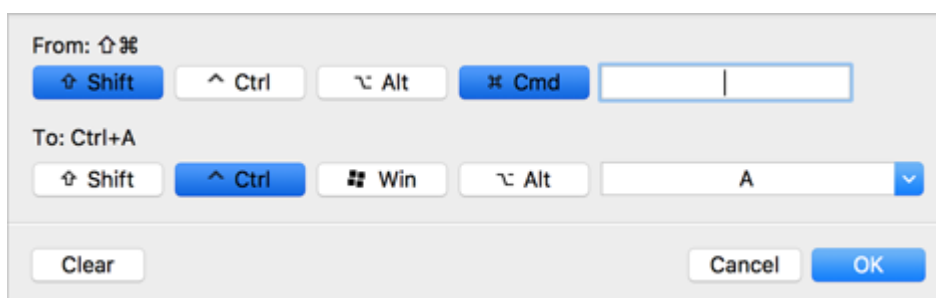 From: ⇧⌘
⇧ Shift ^ Ctrl ⌥ Alt ⌘ Cmd
To: Ctrl+A
⇧ Shift ^ Ctrl Win ⌥ Alt A
Clear Cancel OK